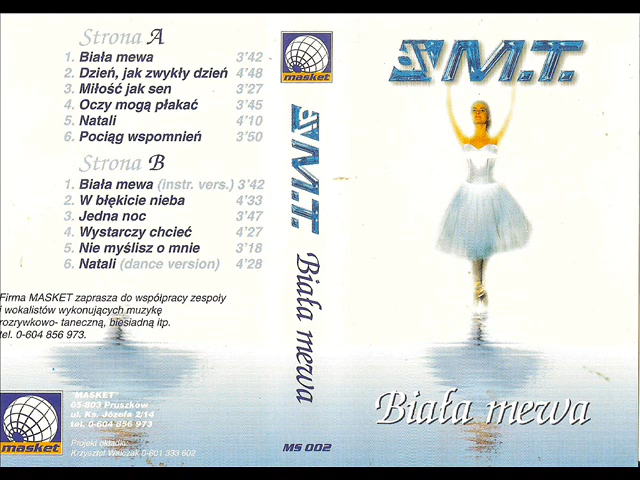 Strona A
1. Biała mewa 3'42
2. Dzień, jak zwykły dzień 4'48
3. Miłość jak sen 3'27
4. Oczy mogą płakać 3'45
5. Natali 4'10
6. Pociąg wspomnień 3'50
Strona B
1. Biała mewa (instr. vers.) 3'42
2. W błękicie nieba 4'33
3. Jedna noc 3'47
4. Wystarczy chcieć 4'27
5. Nie myślisz o mnie 3'18
6. Natali (dance version) 4'28
Firma MASKET zaprasza do współpracy zespoły
i wokalistów wykonujących muzykę
rozrywkowo- taneczną, biesiadną itp.
tel. 0-604 856 973.
masket
"MASKET"
05-803 Pruszków
ul. Ks. Józefa 2/14
tel. 0-604 856 973
Projekt okładki:
Krzysztof 0-601 333 602
masket
M.T.
Biała mewa
MS 002
M.T.
Biała mewa